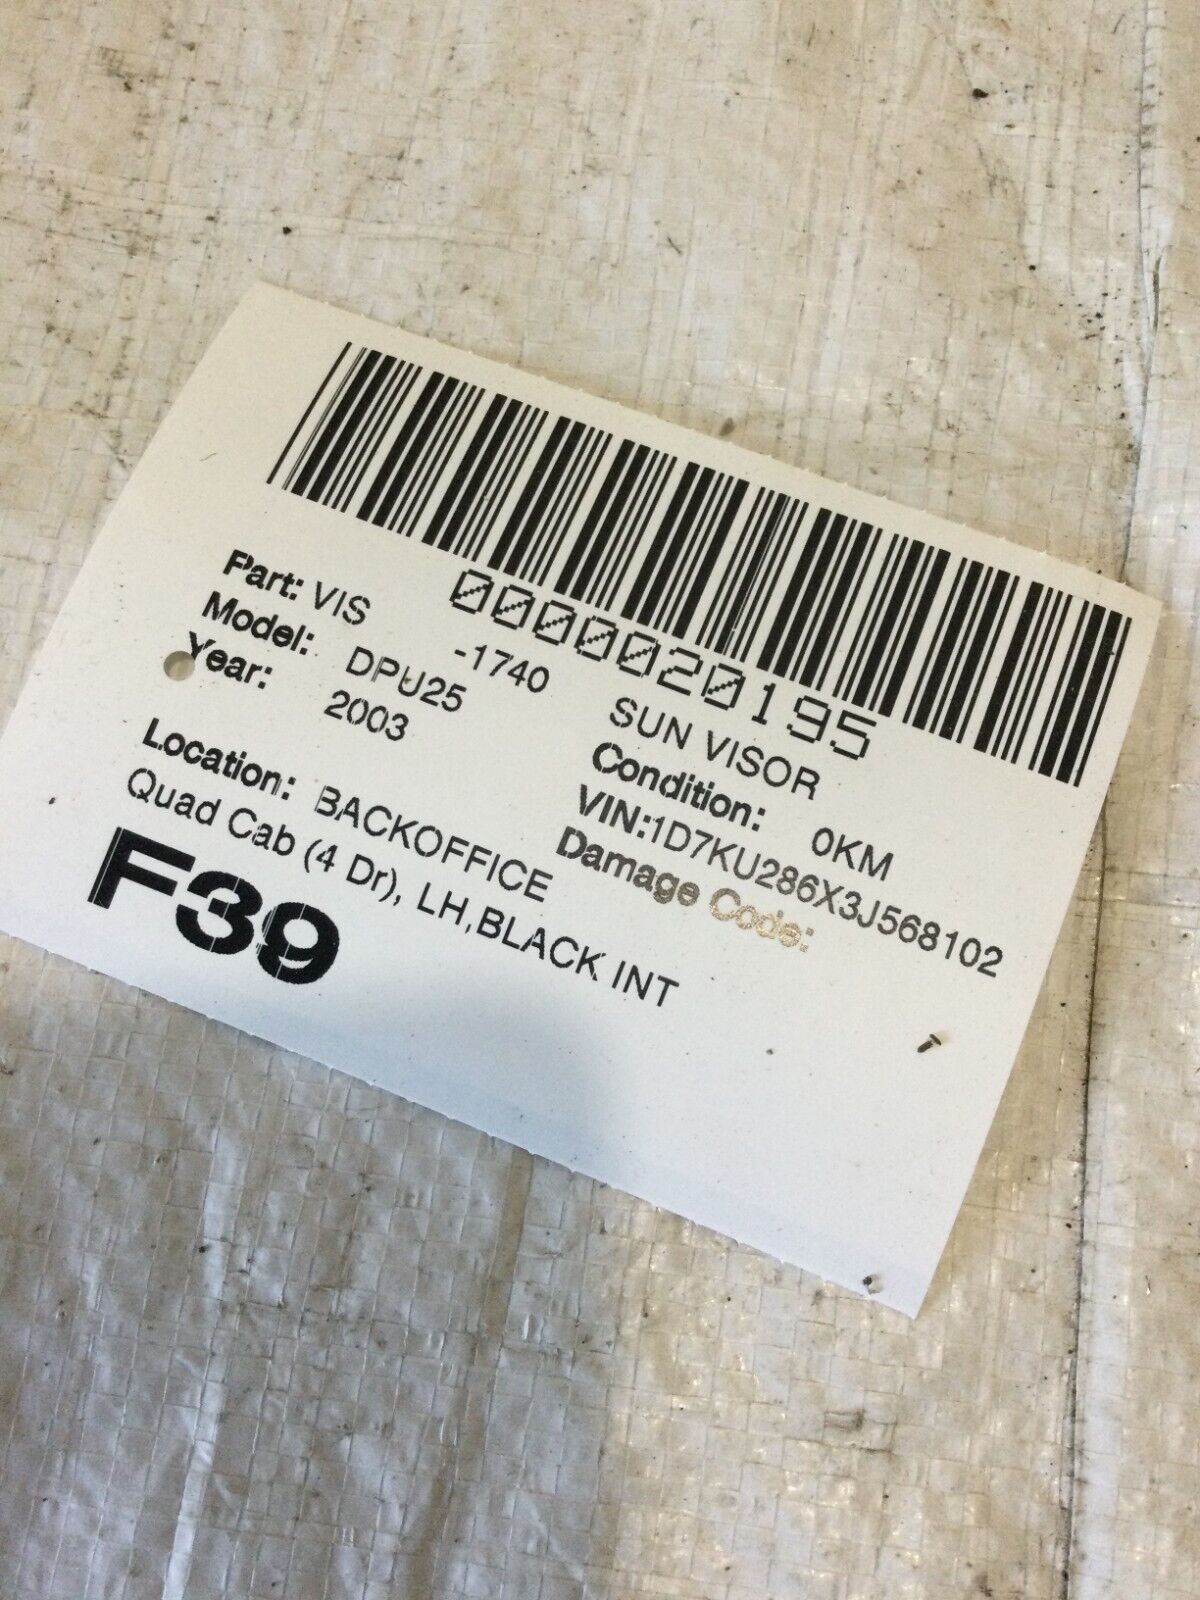 0000020195
Part: VIS -1740 SUN VISOR
Model: DPU25 Condition: 0KM
Year: 2003 VIN:1D7KU286X3J568102
Damage Code:
Location: BACKOFFICE
Quad Cab (4 Dr), LH,BLACK INT
F39